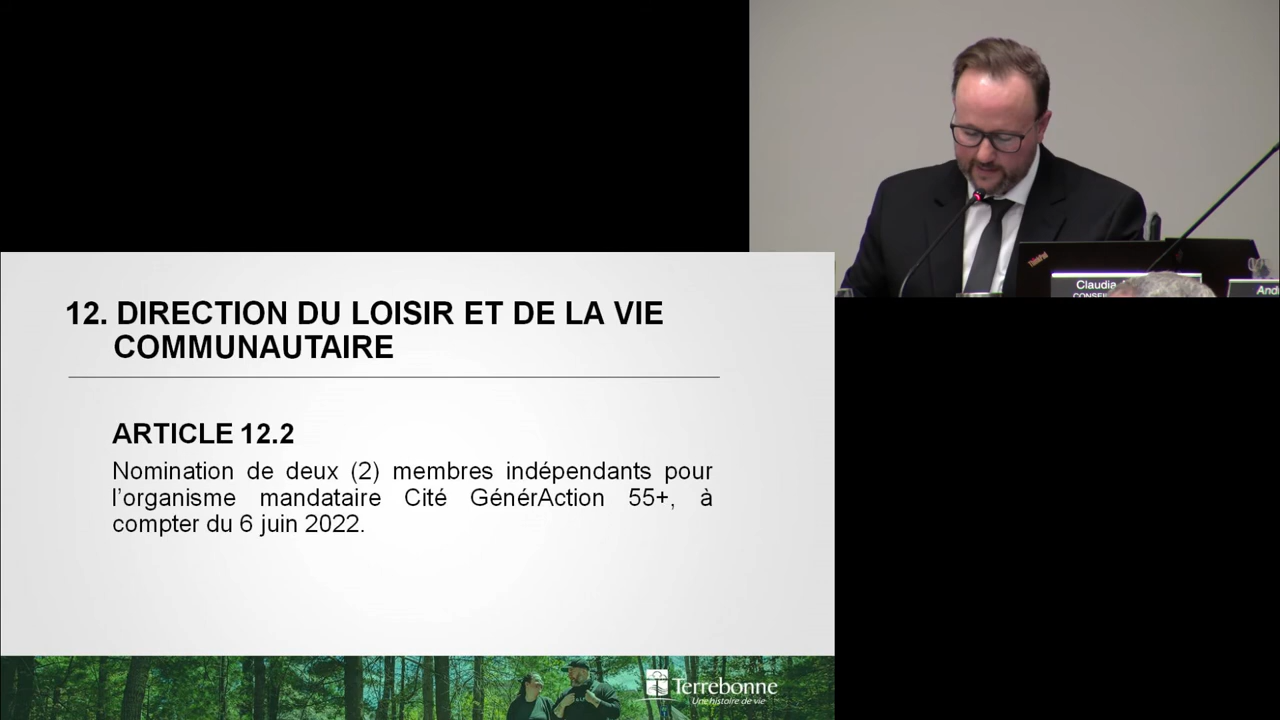 12. DIRECTION DU LOISIR ET DE LA VIE
COMMUNAUTAIRE
ARTICLE 12.2
Nomination de deux (2) membres indépendants pour
l'organisme mandataire Cité GénérAction 55+, à
compter du 6 juin 2022.
ThinkPad
Claudia
Terrebonne
Une histoire de vie